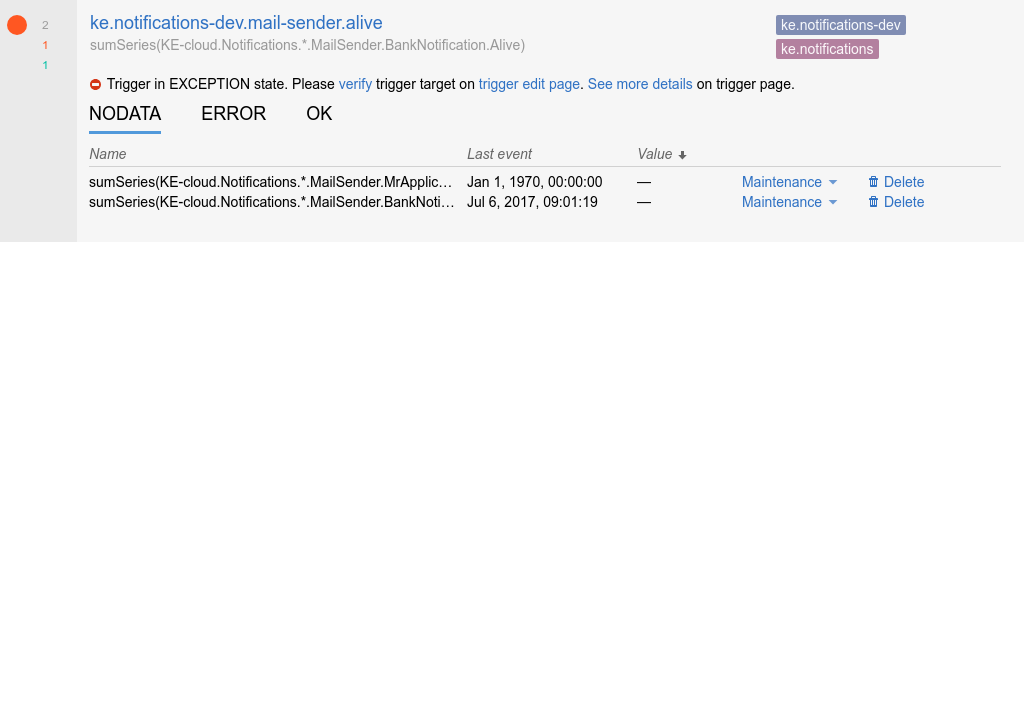 2
1
1
ke.notifications-dev.mail-sender.alive
sumSeries(KE-cloud.Notifications.*.MailSender.BankNotification.Alive)
ke.notifications-dev
ke.notifications
Trigger in EXCEPTION state. Please verify trigger target on trigger edit page. See more details on trigger page.
NODATA ERROR OK
Name Last event Value
sumSeries(KE-cloud.Notifications.*.MailSender.MrApplic… Jan 1, 1970, 00:00:00 — Maintenance Delete
sumSeries(KE-cloud.Notifications.*.MailSender.BankNoti… Jul 6, 2017, 09:01:19 — Maintenance Delete